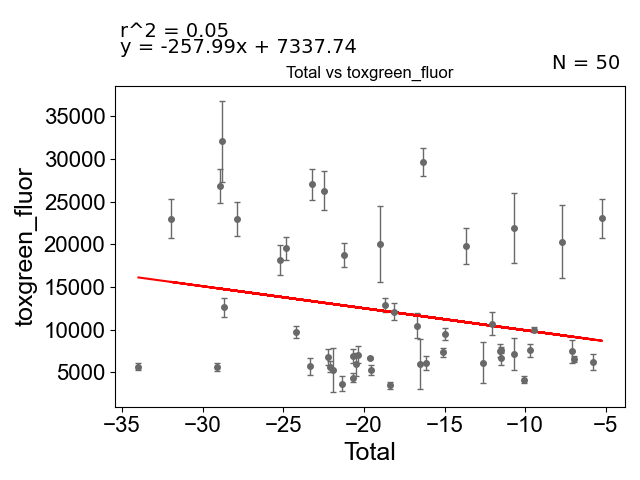 r^2 = 0.05
y = -257.99x + 7337.74
N = 50
Total vs toxgreen_fluor
35000
30000
25000
20000
15000
10000
5000
toxgreen_fluor
−35 −30 −25 −20 −15 −10 −5
Total